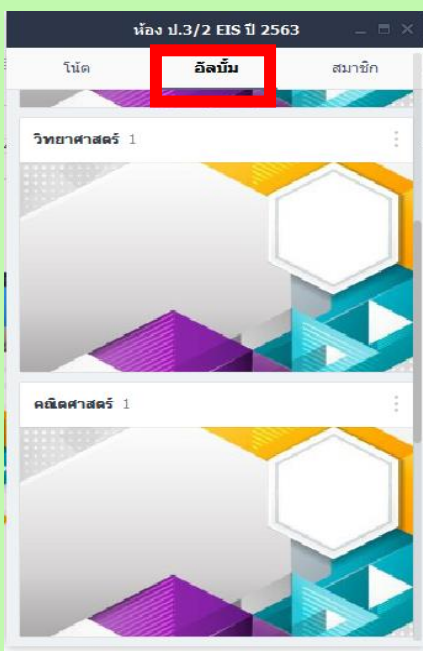 ห้อง ป.3/2 EIS ปี 2563
โน้ต อัลบั้ม สมาชิก
วิทยาศาสตร์ 1
คณิตศาสตร์ 1